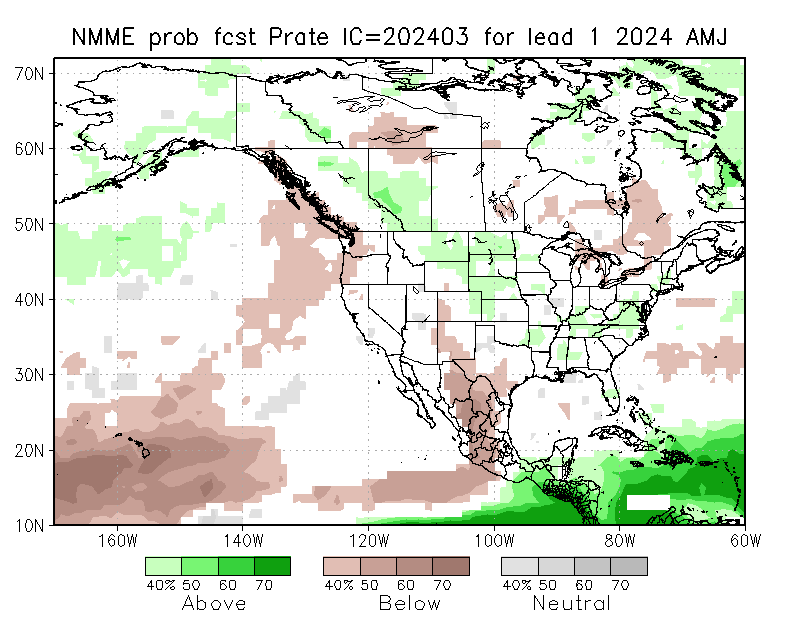 NMME prob fcst Prate IC=202403 for lead 1 2024 AMJ
70N
60N
50N
40N
30N
20N
10N
160W 140W 120W 100W 80W 60W
40% 50 60 70 40% 50 60 70 40% 50 60 70
Above Below Neutral